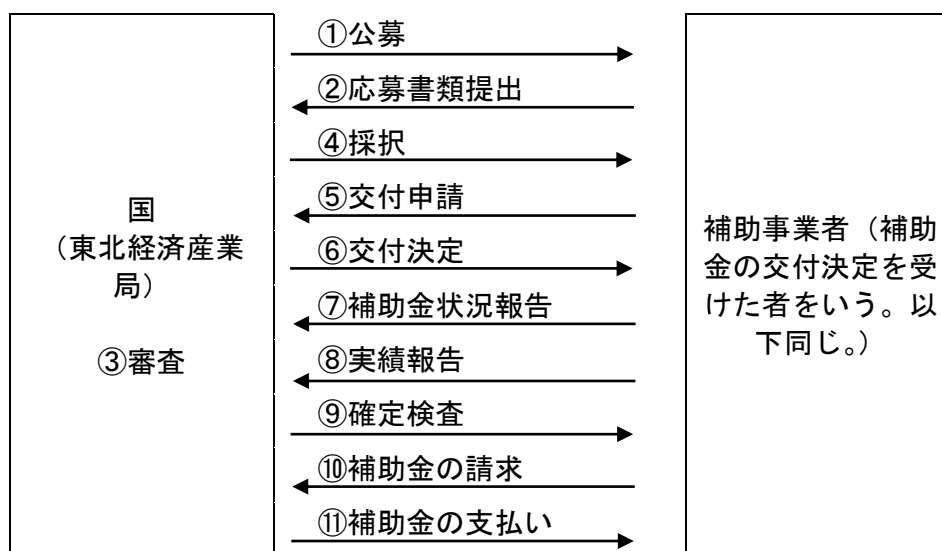 ①公募
②応募書類提出
④採択
⑤交付申請
⑥交付決定
⑦補助金状況報告
⑧実績報告
⑨確定検査
⑩補助金の請求
⑪補助金の支払い
国
（東北経済産業
局）
③審査
補助事業者（補助
金の交付決定を受
けた者をいう。以
下同じ。）